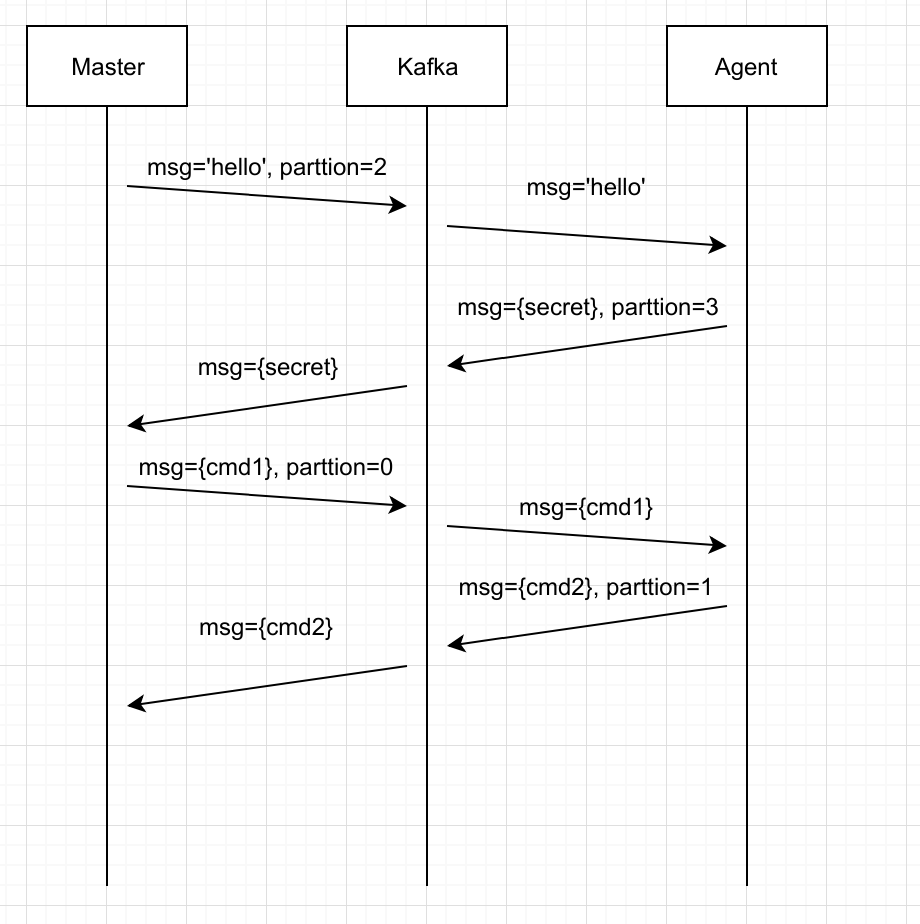 Master
Kafka
Agent
msg='hello', parttion=2
msg='hello'
msg={secret}, parttion=3
msg={secret}
msg={cmd1}, parttion=0
msg={cmd1}
msg={cmd2}, parttion=1
msg={cmd2}